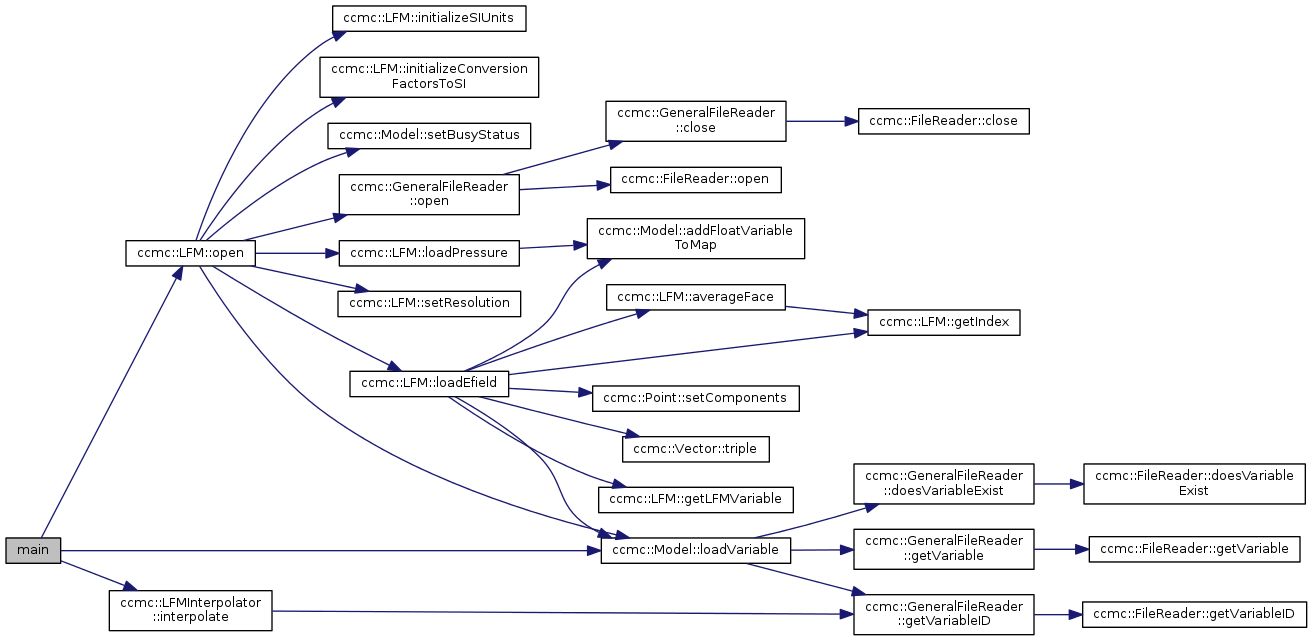 ccmc::LFM::initializeSIUnits
ccmc::LFM::initializeConversion
FactorsToSI
ccmc::GeneralFileReader
::close
ccmc::FileReader::close
ccmc::Model::setBusyStatus
ccmc::GeneralFileReader
::open
ccmc::FileReader::open
ccmc::Model::addFloatVariable
ToMap
ccmc::LFM::open
ccmc::LFM::loadPressure
ccmc::LFM::setResolution
ccmc::LFM::averageFace
ccmc::LFM::getIndex
ccmc::LFM::loadEfield
ccmc::Point::setComponents
ccmc::Vector::triple
ccmc::LFM::getLFMVariable
ccmc::GeneralFileReader
::doesVariableExist
ccmc::FileReader::doesVariable
Exist
main
ccmc::Model::loadVariable
ccmc::GeneralFileReader
::getVariable
ccmc::FileReader::getVariable
ccmc::LFMInterpolator
::interpolate
ccmc::GeneralFileReader
::getVariableID
ccmc::FileReader::getVariableID